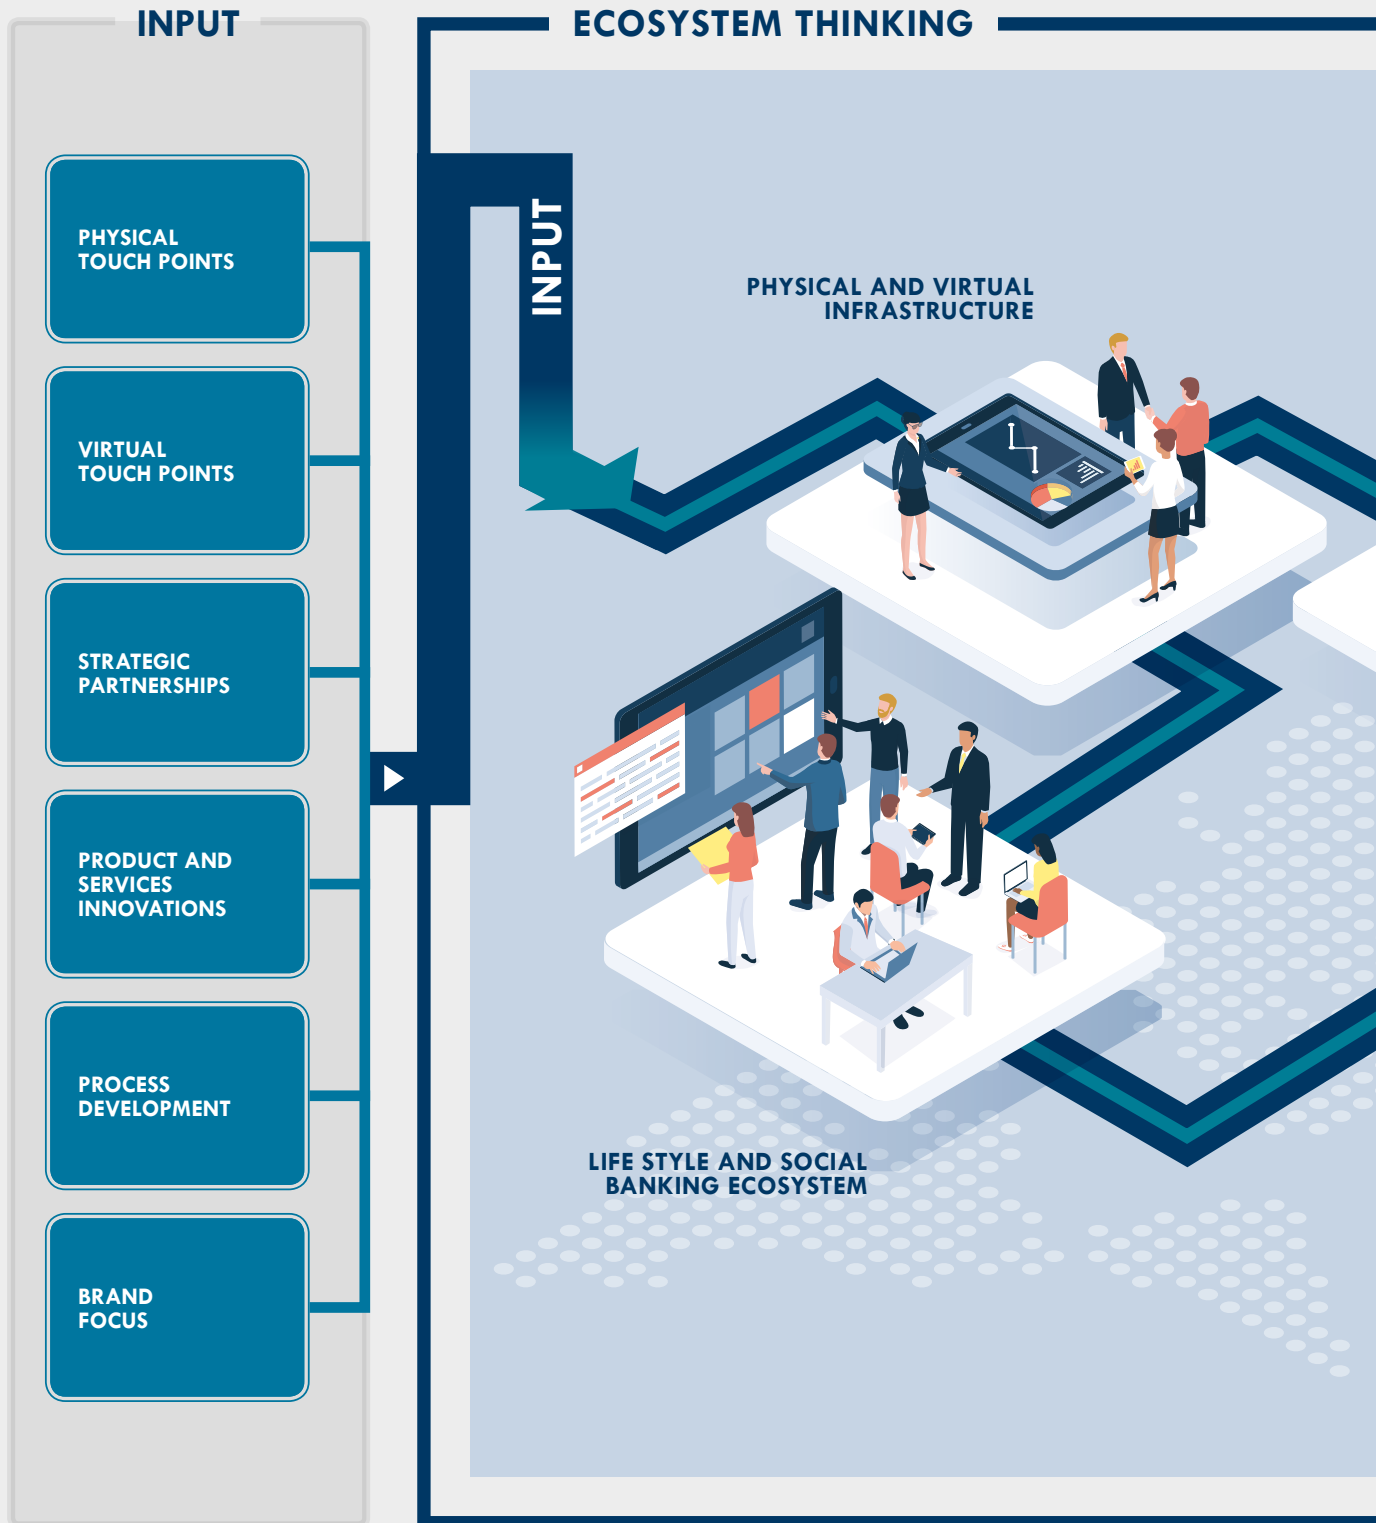 INPUT
PHYSICAL
TOUCH POINTS
VIRTUAL
TOUCH POINTS
STRATEGIC
PARTNERSHIPS
PRODUCT AND
SERVICES
INNOVATIONS
PROCESS
DEVELOPMENT
BRAND
FOCUS
ECOSYSTEM THINKING
INPUT
PHYSICAL AND VIRTUAL
INFRASTRUCTURE
LIFE STYLE AND SOCIAL
BANKING ECOSYSTEM